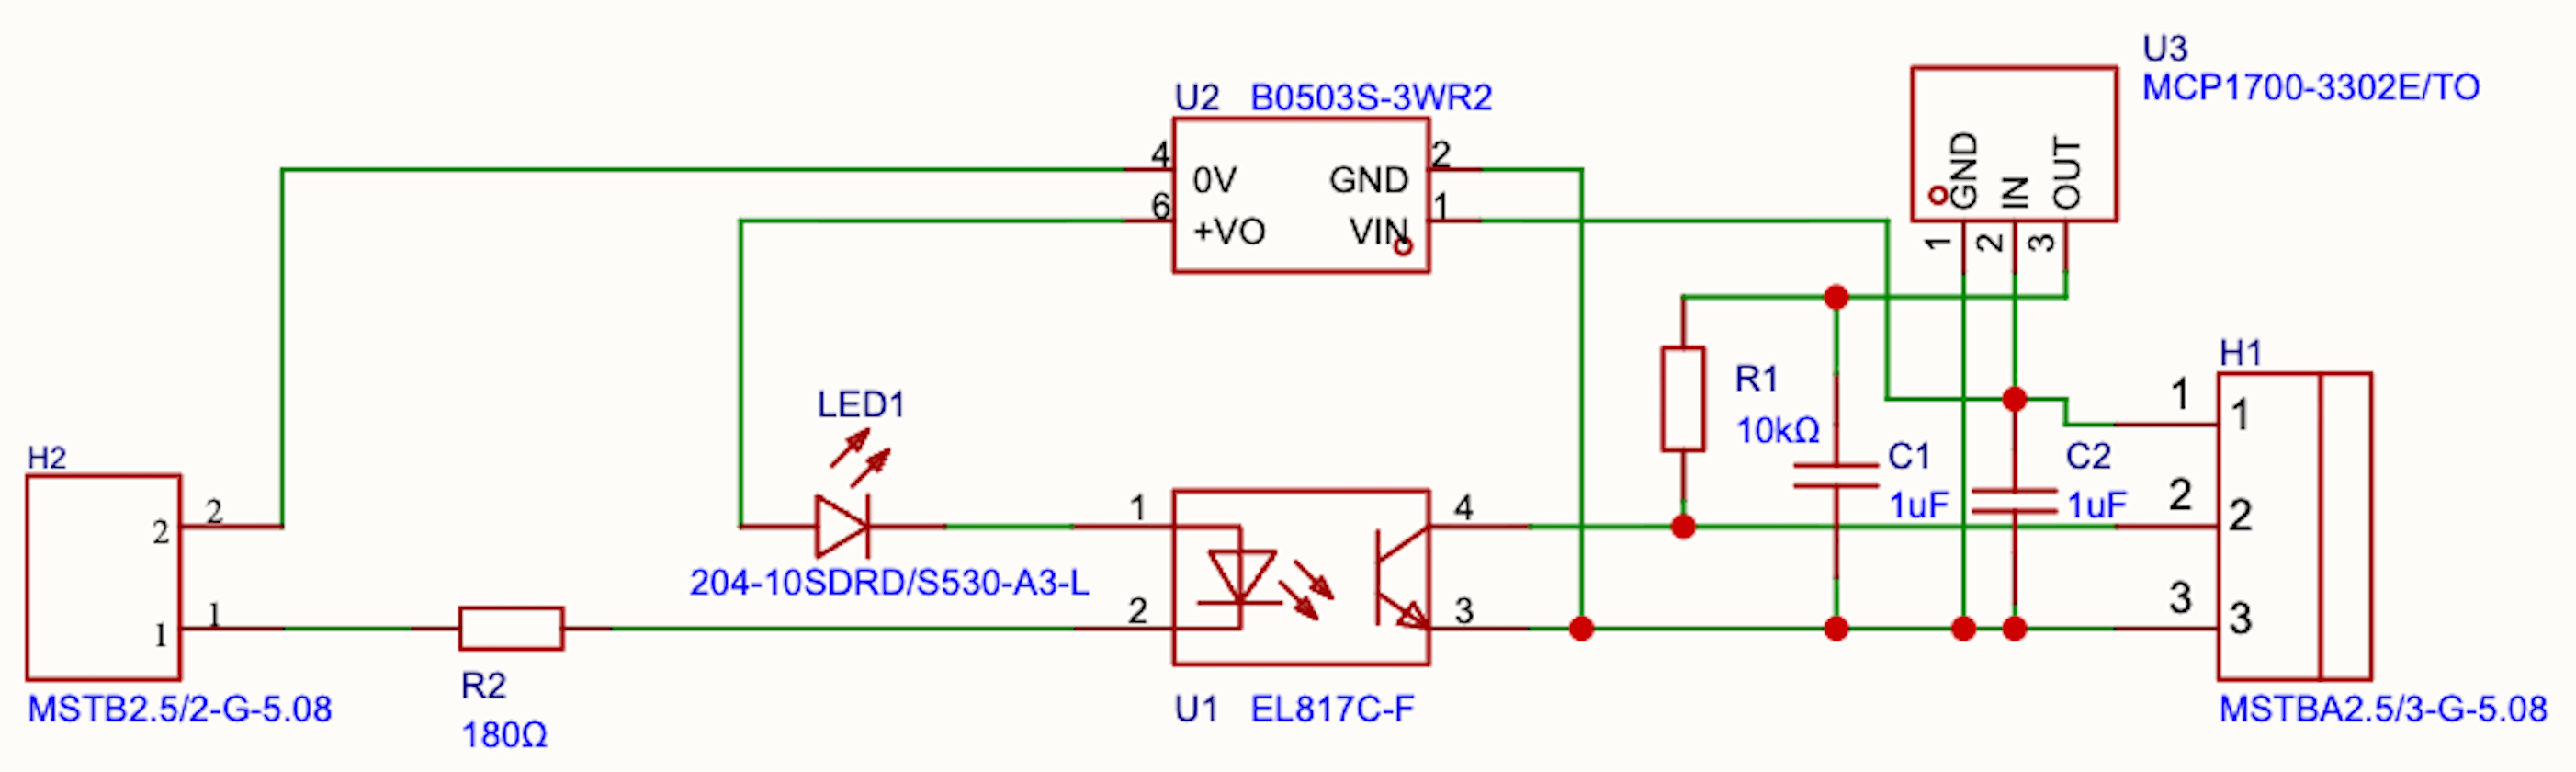 U3
MCP1700-3302E/TO
GND
IN
OUT
1
2
3
U2
B0503S-3WR2
4
0V
GND
2
6
+VO
VIN
1
R1
10kΩ
C1
1uF
C2
1uF
H1
1
1
2
2
3
3
MSTBA2.5/3-G-5.08
LED1
204-10SDRD/S530-A3-L
1
2
4
3
U1
EL817C-F
H2
2
2
1
1
MSTB2.5/2-G-5.08
R2
180Ω